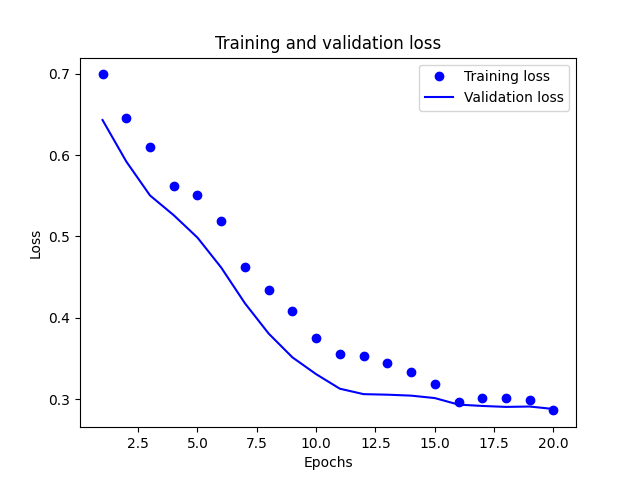 Training and validation loss
Training loss
Validation loss
0.7
0.6
0.5
0.4
0.3
Loss
2.5 5.0 7.5 10.0 12.5 15.0 17.5 20.0
Epochs